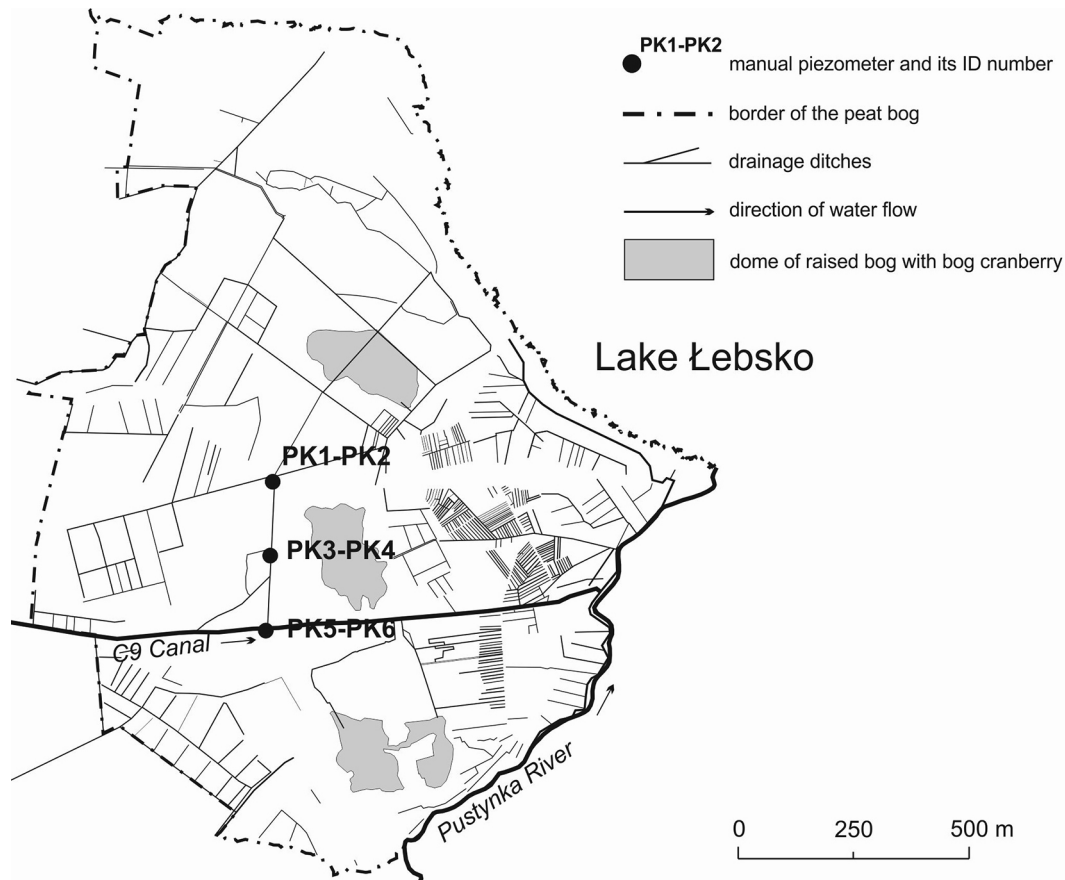 PK1-PK2
manual piezometer and its ID number
border of the peat bog
drainage ditches
direction of water flow
dome of raised bog with bog cranberry
Lake Łebsko
PK1-PK2
PK3-PK4
PK5-PK6
C9 Canal
Pustynka River
0 250 500 m